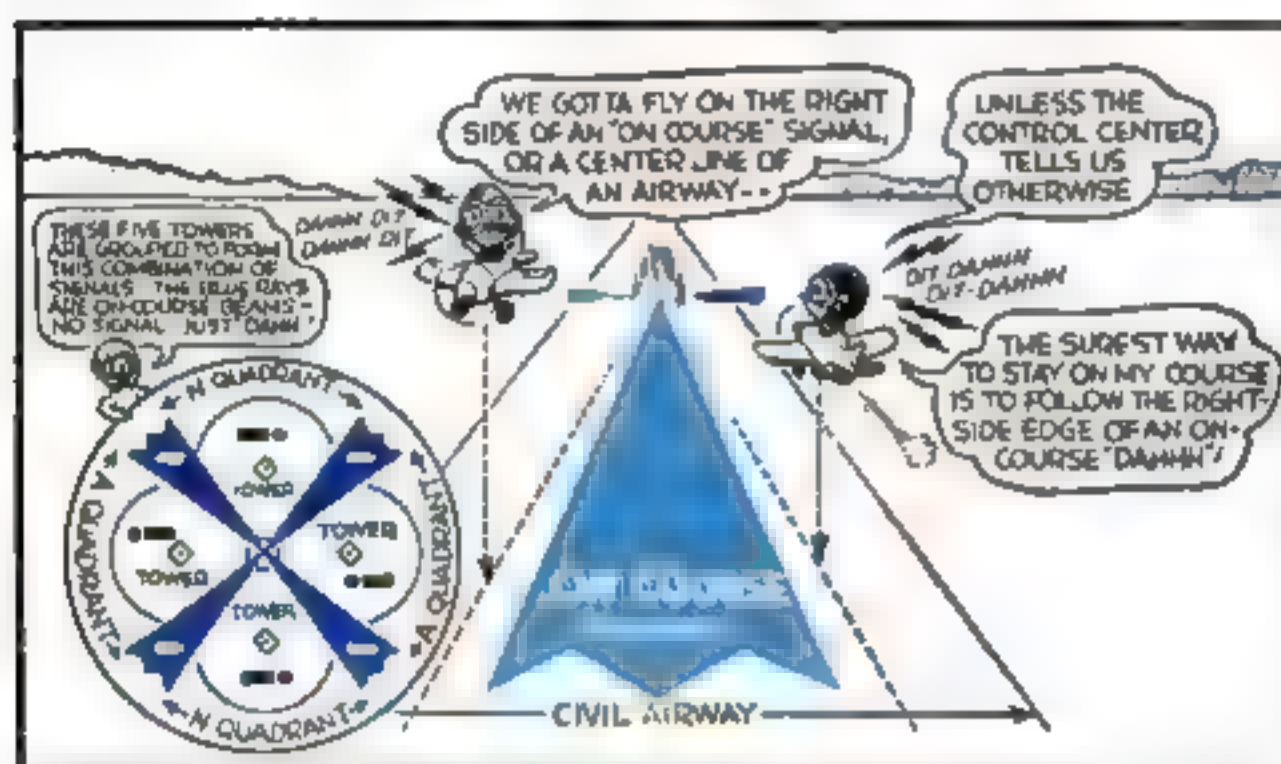 WE GOTTA FLY ON THE RIGHT
SIDE OF AN "ON COURSE" SIGNAL,
OR A CENTER LINE OF
AN AIRWAY--
UNLESS THE
CONTROL CENTER
TELLS US
OTHERWISE
THESE FIVE TOWERS
ARE GROUPED TO FORM
THIS COMBINATION OF
SIGNALS. THE BLUE RAYS
ARE ON-COURSE BEAMS-
NO SIGNAL JUST DAHH"
DAHHH DIT
DAHHH DIT
DIT DAHHH
DIT-DAHHH
THE SUREST WAY
TO STAY ON MY COURSE
IS TO FOLLOW THE RIGHT-
SIDE EDGE OF AN ON-
COURSE "DAHHH"!
N QUADRANT
A QUADRANT
A QUADRANT
N QUADRANT
TOWER
TOWER
TOWER
TOWER
CIVIL AIRWAY